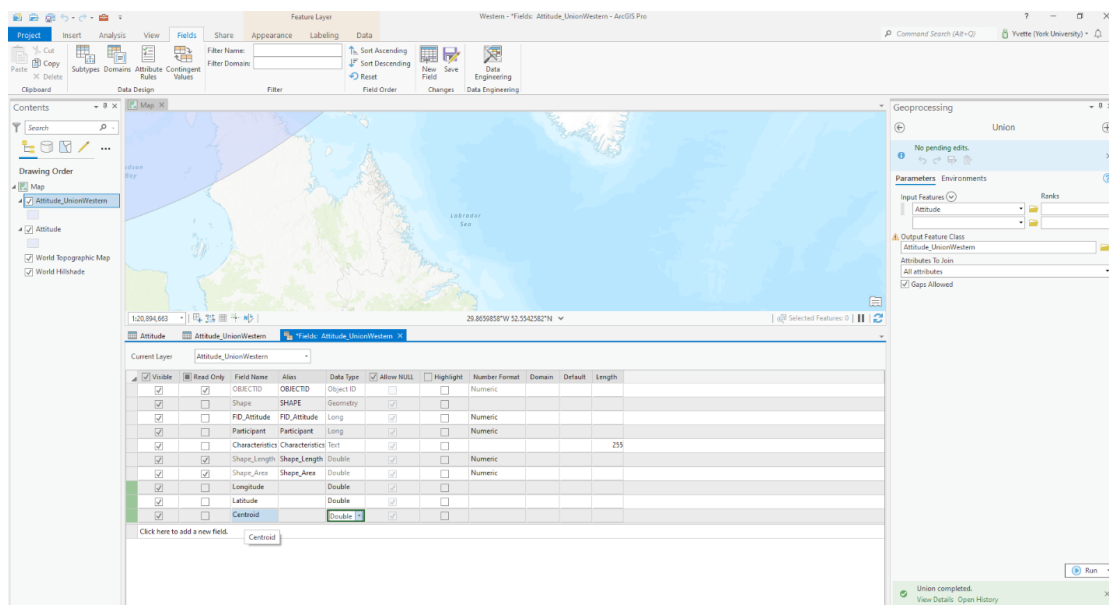 Feature Layer
Western - *Fields: Attitude_UnionWestern - ArcGIS Pro
Project Insert Analysis View Fields Share Appearance Labeling Data
Command Search (Alt+Q)
Yvette (York University)
Paste
Cut
Copy
Delete
Clipboard
Subtypes Domains Attribute Rules Contingent Values
Data Design
Filter Name:
Filter Domain:
Filter
Sort Ascending
Sort Descending
Reset
Field Order
New Field Save
Changes
Data Engineering
Data Engineering
Contents
Search
Drawing Order
Map
Attitude_UnionWestern
Attitude
World Topographic Map
World Hillshade
Map
Labrador
Sea
1:20,894,663
29.8659858°W 52.5542582°N
Selected Features: 0
Attitude Attitude_UnionWestern *Fields: Attitude_UnionWestern
Current Layer Attitude_UnionWestern
Visible Read Only Field Name Alias Data Type Allow NULL Highlight Number Format Domain Default Length
OBJECTID OBJECTID Object ID Numeric
Shape SHAPE Geometry
FID_Attitude FID_Attitude Long Numeric
Participant Participant Long Numeric
Characteristics Characteristics Text 255
Shape_Length Shape_Length Double Numeric
Shape_Area Shape_Area Double Numeric
Longitude Double
Latitude Double
Centroid Double
Click here to add a new field.
Centroid
Geoprocessing
Union
No pending edits.
Parameters Environments
Input Features Ranks
Attitude
Output Feature Class
Attitude_UnionWestern
Attributes To Join
All attributes
Gaps Allowed
Run
Union completed.
View Details Open History